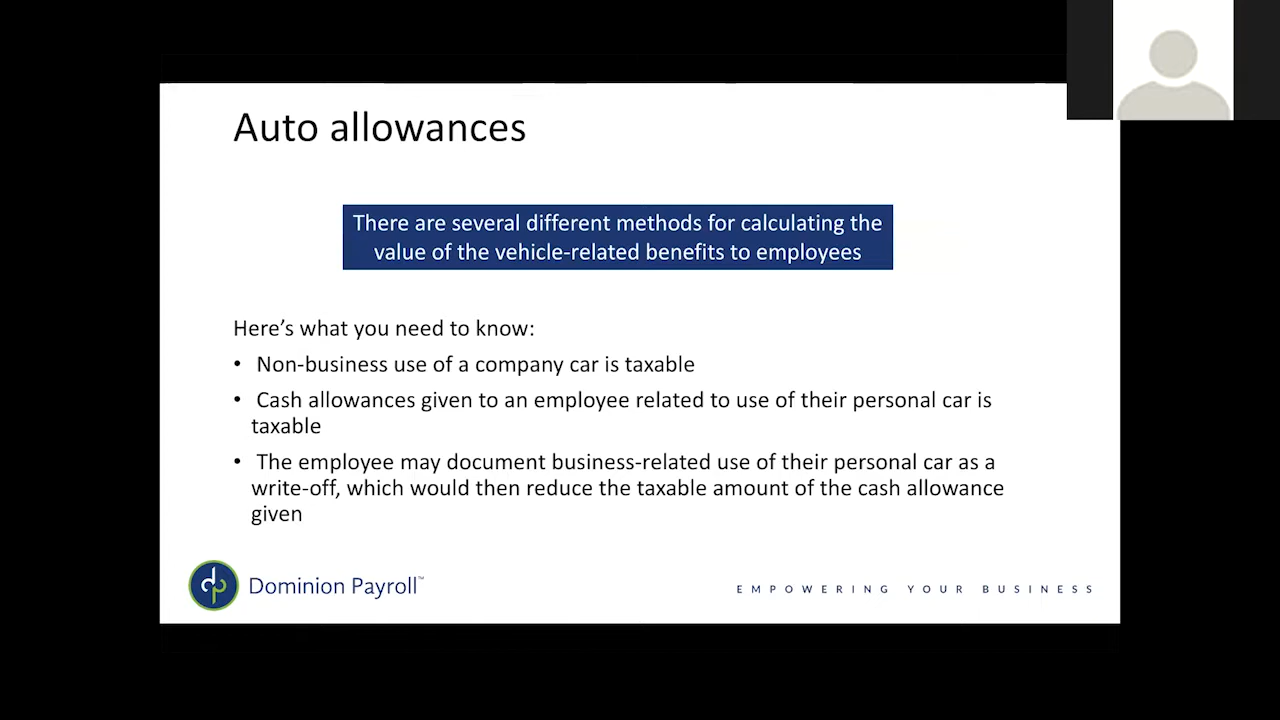 Auto allowances
There are several different methods for calculating the
value of the vehicle-related benefits to employees
Here’s what you need to know:
• Non-business use of a company car is taxable
• Cash allowances given to an employee related to use of their personal car is
taxable
• The employee may document business-related use of their personal car as a
write-off, which would then reduce the taxable amount of the cash allowance
given
dp Dominion Payroll™
EMPOWERING YOUR BUSINESS